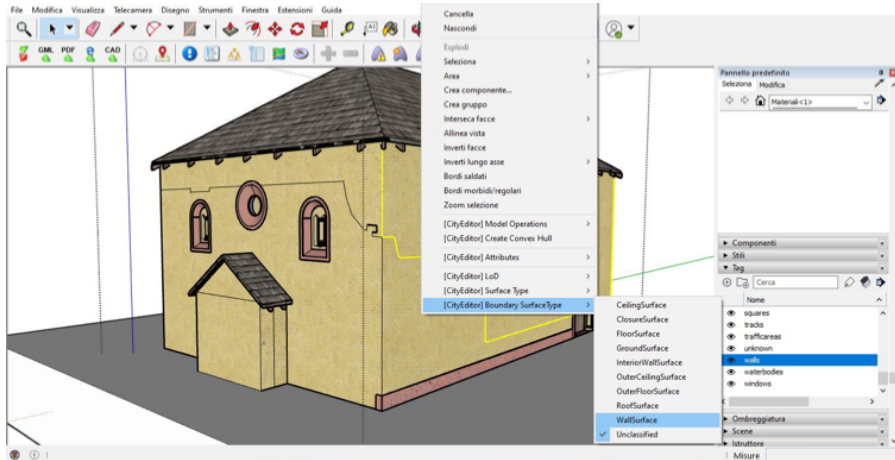 File Modifica Visualizza Telecamera Disegno Strumenti Finestra Estensioni Guida
GML PDF CAD
Cancella
Nascondi
Esplodi
Seleziona
Area
Crea componente...
Crea gruppo
Interseca facce
Allinea vista
Inverti facce
Inverti lungo asse
Bordi saldati
Bordi morbidi/regolari
Zoom selezione
[CityEditor] Model Operations
[CityEditor] Create Convex Hull
[CityEditor] Attributes
[CityEditor] LoD
[CityEditor] Surface Type
[CityEditor] Boundary SurfaceType
CeilingSurface
ClosureSurface
FloorSurface
GroundSurface
InteriorWallSurface
OuterCeilingSurface
OuterFloorSurface
RoofSurface
WallSurface
Unclassified
Pannello predefinito
Seleziona Modifica
Materiali<1>
Componenti
Stili
Tag
Cerca
Nome
squares
tracks
trafficareas
unknown
walls
waterbodies
windows
Ombreggiatura
Scene
Istruttore
Misure